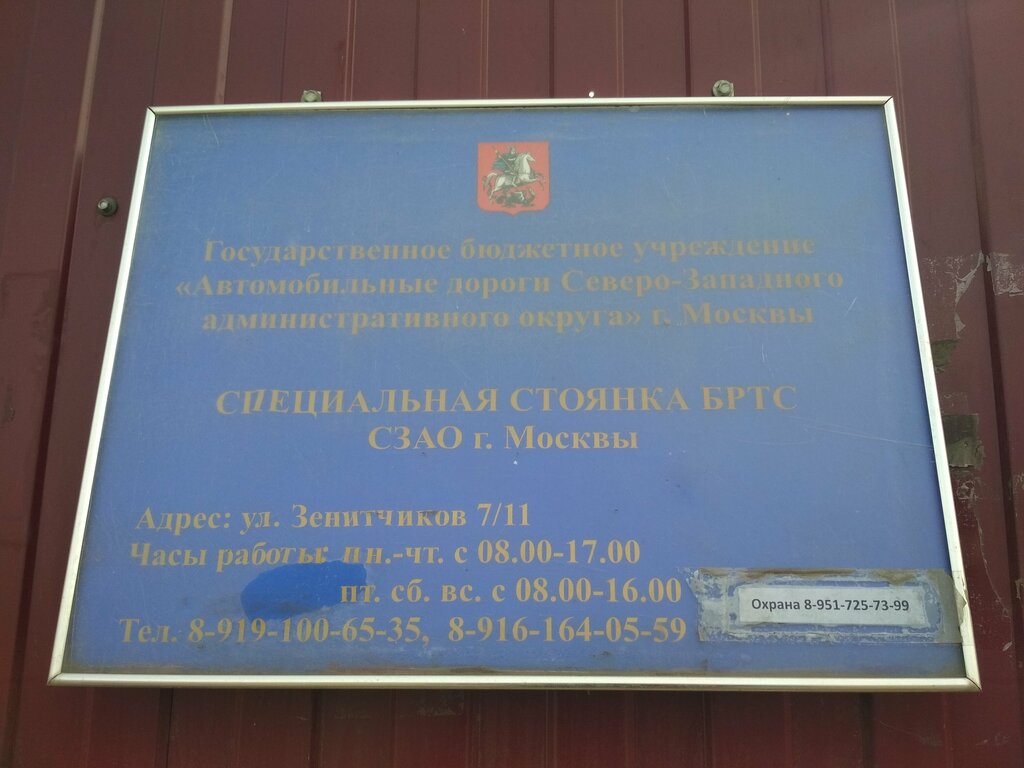 Государственное бюджетное учреждение
«Автомобильные дороги Северо-Западного
административного округа» г. Москвы
СПЕЦИАЛЬНАЯ СТОЯНКА БРТС
СЗАО г. Москвы
Адрес: ул. Зенитчиков 7/11
Часы работы: пн.-чт. с 08.00-17.00
пт. сб. вс. с 08.00-16.00
Охрана 8-951-725-73-99
Тел. 8-919-100-65-35, 8-916-164-05-59